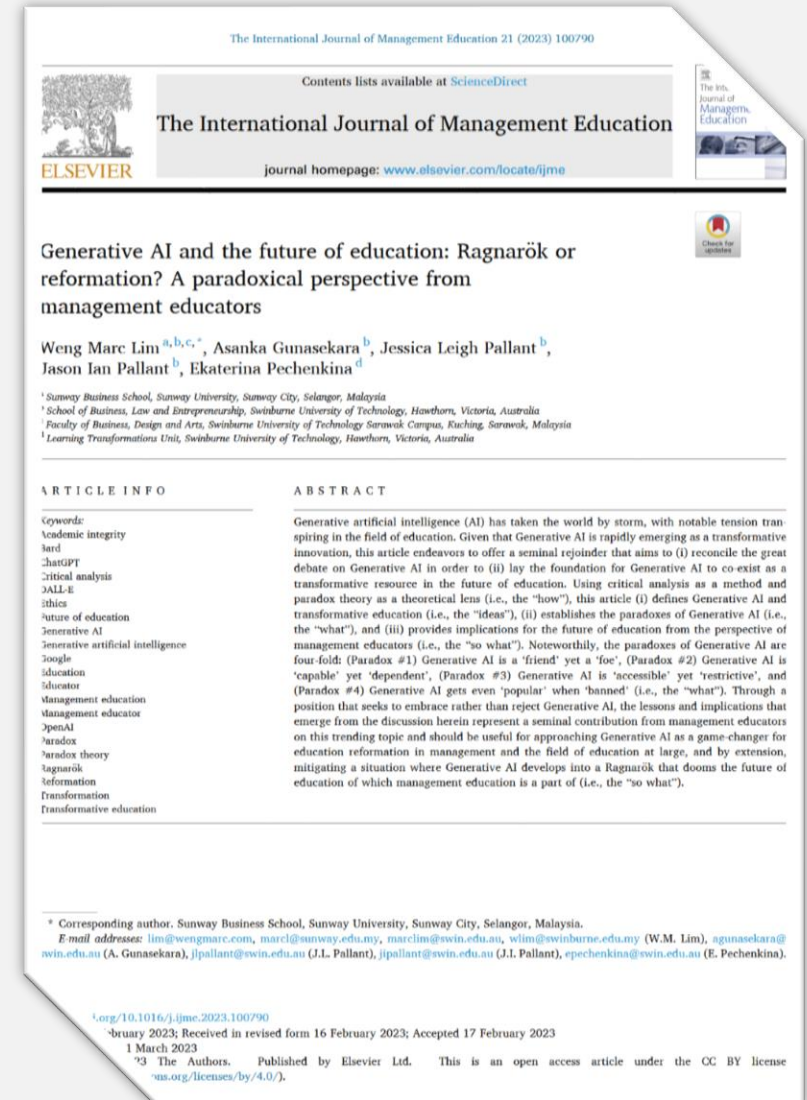 The International Journal of Management Education 21 (2023) 100790
Contents lists available at ScienceDirect
The International Journal of Management Education
journal homepage: www.elsevier.com/locate/ijme
ELSEVIER
The Int.
Journal of
Managem.
Education
Check for
updates
Generative AI and the future of education: Ragnarök or
reformation? A paradoxical perspective from
management educators
Weng Marc Lim a,b,c,*, Asanka Gunasekara b, Jessica Leigh Pallant b,
Jason Ian Pallant b, Ekaterina Pechenkina d
Sunway Business School, Sunway University, Sunway City, Selangor, Malaysia
School of Business, Law and Entrepreneurship, Swinburne University of Technology, Hawthorn, Victoria, Australia
Faculty of Business, Design and Arts, Swinburne University of Technology Sarawak Campus, Kuching, Sarawak, Malaysia
Learning Transformations Unit, Swinburne University of Technology, Hawthorn, Victoria, Australia
ARTICLE INFO
Keywords:
Academic integrity
Bard
ChatGPT
Critical analysis
DALL-E
Ethics
Future of education
Generative AI
Generative artificial intelligence
Google
Education
Educator
Management education
Management educator
OpenAI
Paradox
Paradox theory
Ragnarök
Reformation
Transformation
Transformative education
ABSTRACT
Generative artificial intelligence (AI) has taken the world by storm, with notable tension tran-
spiring in the field of education. Given that Generative AI is rapidly emerging as a transformative
innovation, this article endeavors to offer a seminal rejoinder that aims to (i) reconcile the great
debate on Generative AI in order to (ii) lay the foundation for Generative AI to co-exist as a
transformative resource in the future of education. Using critical analysis as a method and
paradox theory as a theoretical lens (i.e., the "how"), this article (i) defines Generative AI and
transformative education (i.e., the "ideas"), (ii) establishes the paradoxes of Generative AI (i.e.,
the "what"), and (iii) provides implications for the future of education from the perspective of
management educators (i.e., the "so what"). Noteworthily, the paradoxes of Generative AI are
four-fold: (Paradox #1) Generative AI is a 'friend' yet a 'foe', (Paradox #2) Generative AI is
'capable' yet 'dependent', (Paradox #3) Generative AI is 'accessible' yet 'restrictive', and
(Paradox #4) Generative AI gets even 'popular' when 'banned' (i.e., the "what"). Through a
position that seeks to embrace rather than reject Generative AI, the lessons and implications that
emerge from the discussion herein represent a seminal contribution from management educators
on this trending topic and should be useful for approaching Generative AI as a game-changer for
education reformation in management and the field of education at large, and by extension,
mitigating a situation where Generative AI develops into a Ragnarök that dooms the future of
education of which management education is a part of (i.e., the "so what").
* Corresponding author. Sunway Business School, Sunway University, Sunway City, Selangor, Malaysia.
E-mail addresses: lim@wengmarc.com, marcl@sunway.edu.my, marclim@swin.edu.au, wlim@swinburne.edu.my (W.M. Lim), agunasekara@
win.edu.au (A. Gunasekara), jlpallant@swin.edu.au (J.L. Pallant), jipallant@swin.edu.au (J.I. Pallant), epechenkina@swin.edu.au (E. Pechenkina).
.org/10.1016/j.ijme.2023.100790
bruary 2023; Received in revised form 16 February 2023; Accepted 17 February 2023
1 March 2023
23 The Authors. Published by Elsevier Ltd. This is an open access article under the CC BY license
ns.org/licenses/by/4.0/).